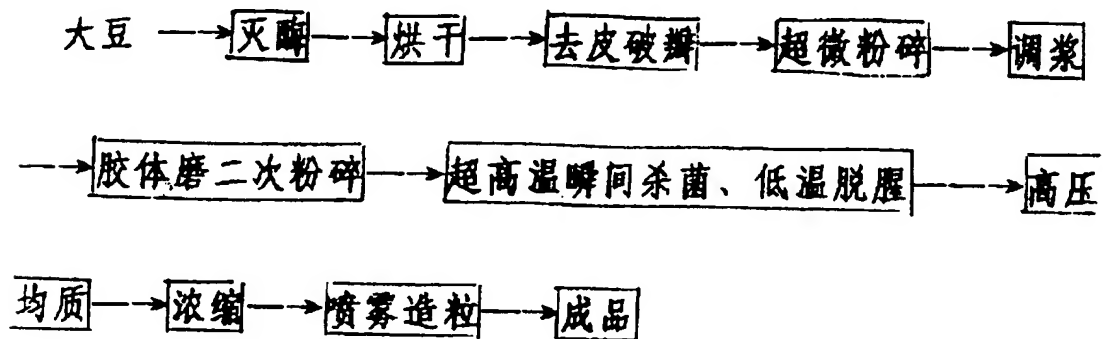 大豆 → 灭酶 → 烘干 → 去皮破瓣 → 超微粉碎 → 调浆
→ 胶体磨二次粉碎 → 超高温瞬间杀菌、低温脱腥 → 高压
均质 → 浓缩 → 喷雾造粒 → 成品